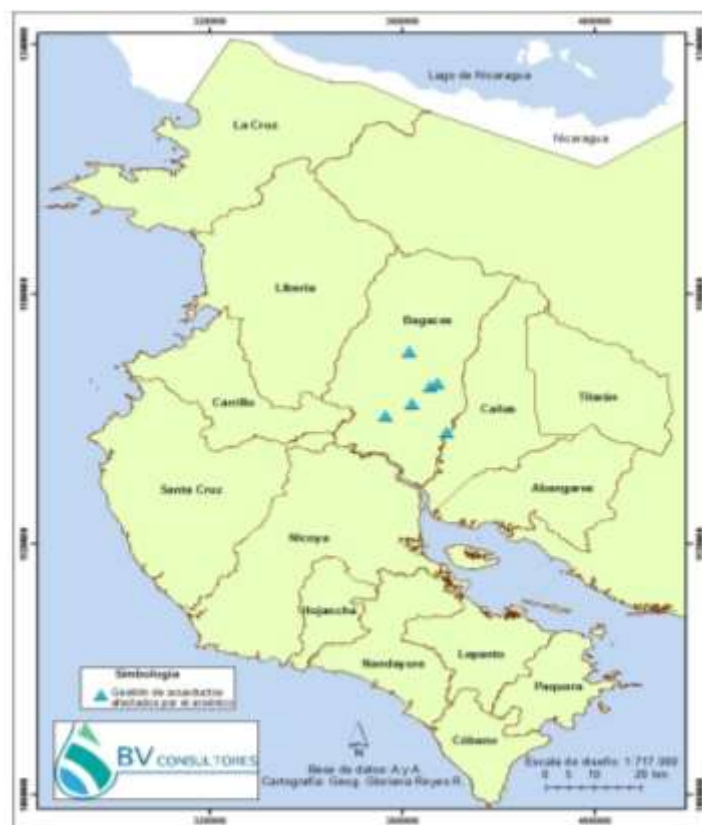 Lago de Nicaragua
Nicaragua
La Cruz
Liberia
Bagaces
Carrillo
Cañas
Tilarán
Abangares
Santa Cruz
Nicoya
Hojancha
Nandayure
Lepanto
Paquera
Cóbano
Simbología
Gestión de acueductos
afectados por el arsénico
BV CONSULTORES
N
Base de datos: A y A.
Cartografía: Geog. Gloriana Reyes R.
Escala de diseño: 1:717.000
0 5 10 20 km